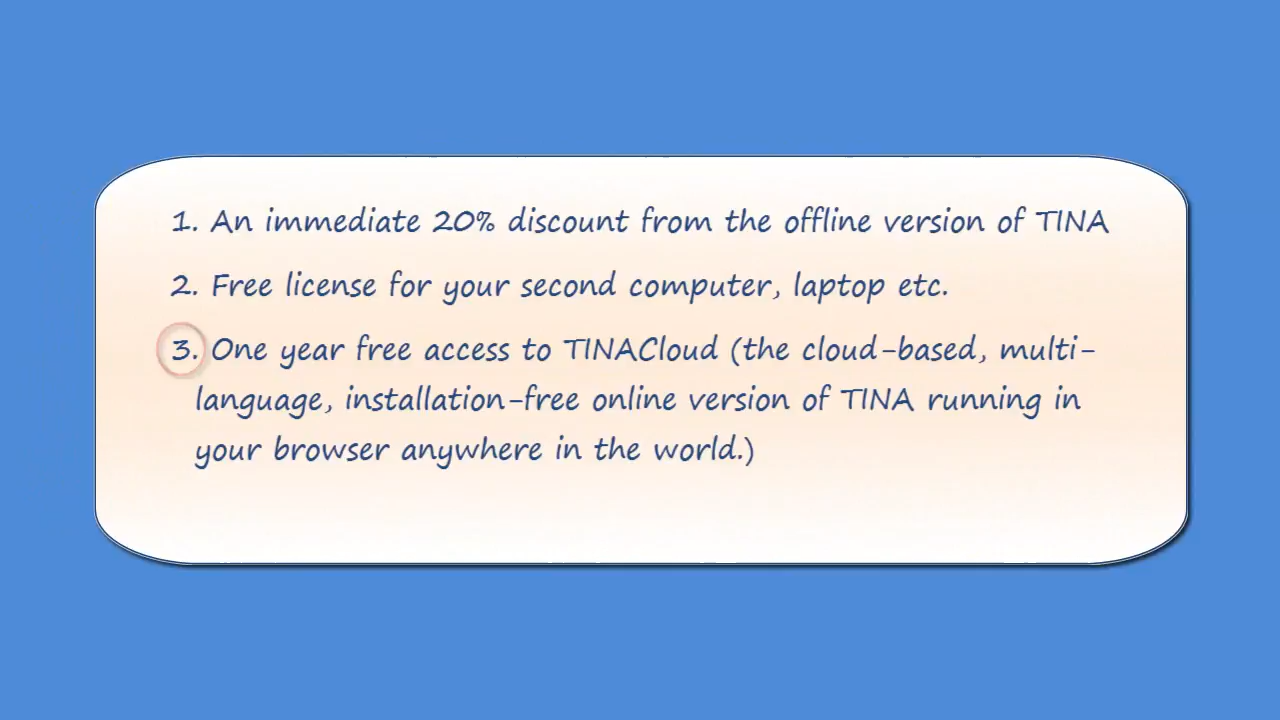 1. An immediate 20% discount from the offline version of TINA
2. Free license for your second computer, laptop etc.
3. One year free access to TINACloud (the cloud-based, multi-
language, installation-free online version of TINA running in
your browser anywhere in the world.)